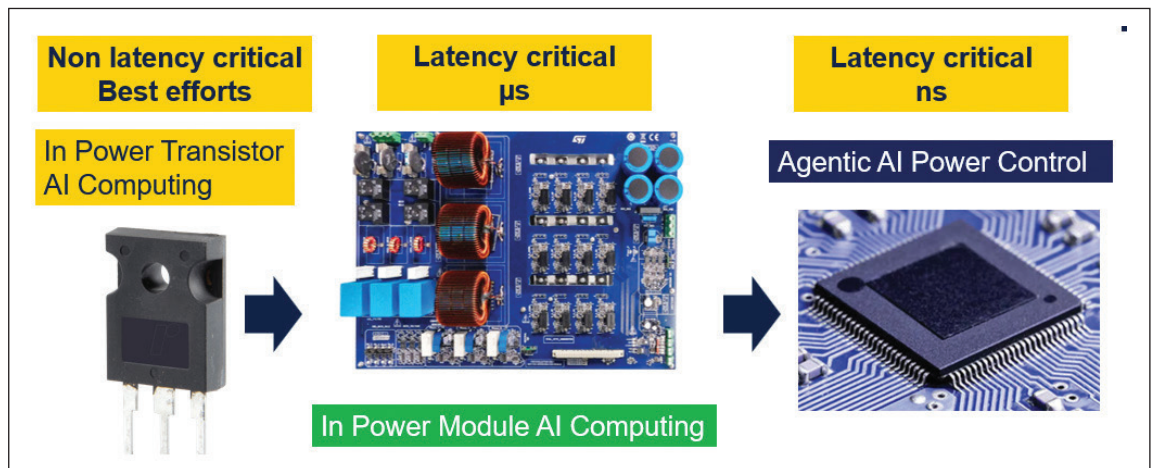 Non latency critical
Best efforts
In Power Transistor
AI Computing
Latency critical
µs
In Power Module AI Computing
Latency critical
ns
Agentic AI Power Control